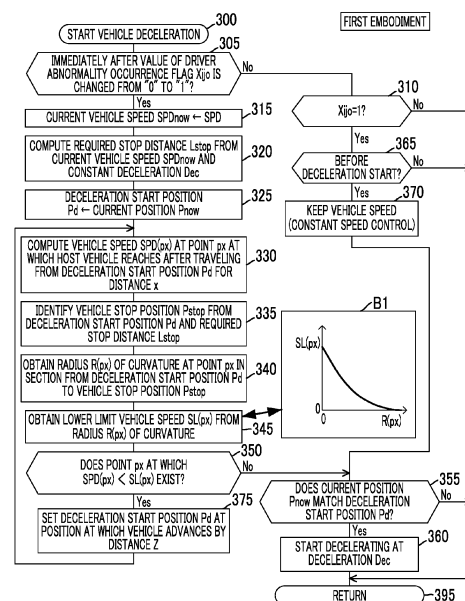 300
START VEHICLE DECELERATION
FIRST EMBODIMENT
305
IMMEDIATELY AFTER VALUE OF DRIVER
ABNORMALITY OCCURRENCE FLAG Xijo IS
CHANGED FROM "0" TO "1"?
No
Yes
310
Xijo=1?
No
Yes
CURRENT VEHICLE SPEED SPDnow ← SPD
315
COMPUTE REQUIRED STOP DISTANCE Lstop FROM
CURRENT VEHICLE SPEED SPDnow AND
CONSTANT DECELERATION Dec
320
365
BEFORE
DECELERATION START?
No
Yes
DECELERATION START POSITION
Pd ← CURRENT POSITION Pnow
325
370
KEEP VEHICLE SPEED
(CONSTANT SPEED CONTROL)
COMPUTE VEHICLE SPEED SPD(px) AT POINT px AT
WHICH HOST VEHICLE REACHES AFTER TRAVELING
FROM DECELERATION START POSITION Pd FOR
DISTANCE x
330
IDENTIFY VEHICLE STOP POSITION Pstop FROM
DECELERATION START POSITION Pd AND REQUIRED
STOP DISTANCE Lstop
335
B1
SL(px)
0
0
R(px)
OBTAIN RADIUS R(px) OF CURVATURE AT POINT px IN
SECTION FROM DECELERATION START POSITION Pd
TO VEHICLE STOP POSITION Pstop
340
OBTAIN LOWER LIMIT VEHICLE SPEED SL(px) FROM
RADIUS R(px) OF CURVATURE
345
350
DOES POINT px AT WHICH
SPD(px) < SL(px) EXIST?
No
Yes
375
SET DECELERATION START POSITION Pd AT
POSITION AT WHICH VEHICLE ADVANCES BY
DISTANCE Z
355
DOES CURRENT POSITION
Pnow MATCH DECELERATION
START POSITION Pd?
No
Yes
360
START DECELERATING AT
DECELERATION Dec
RETURN
395